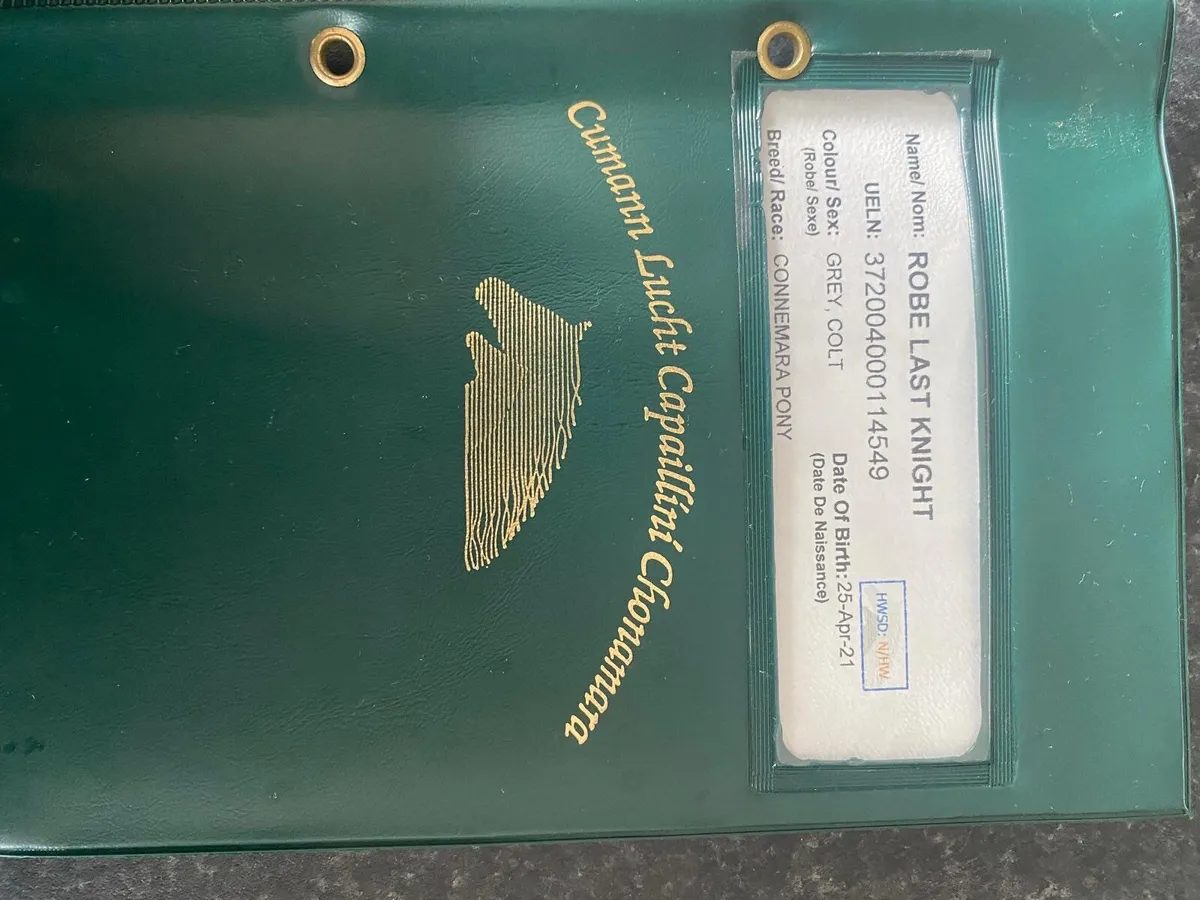 Name/ Nom: ROBE LAST KNIGHT
UELN: 372004000114549
HWSD: N/HW
Colour/ Sex: GREY, COLT Date Of Birth: 25-Apr-21
(Robe/ Sexe) (Date De Naissance)
Breed/ Race: CONNEMARA PONY
Cumann Lucht Capaillíní Chonamara